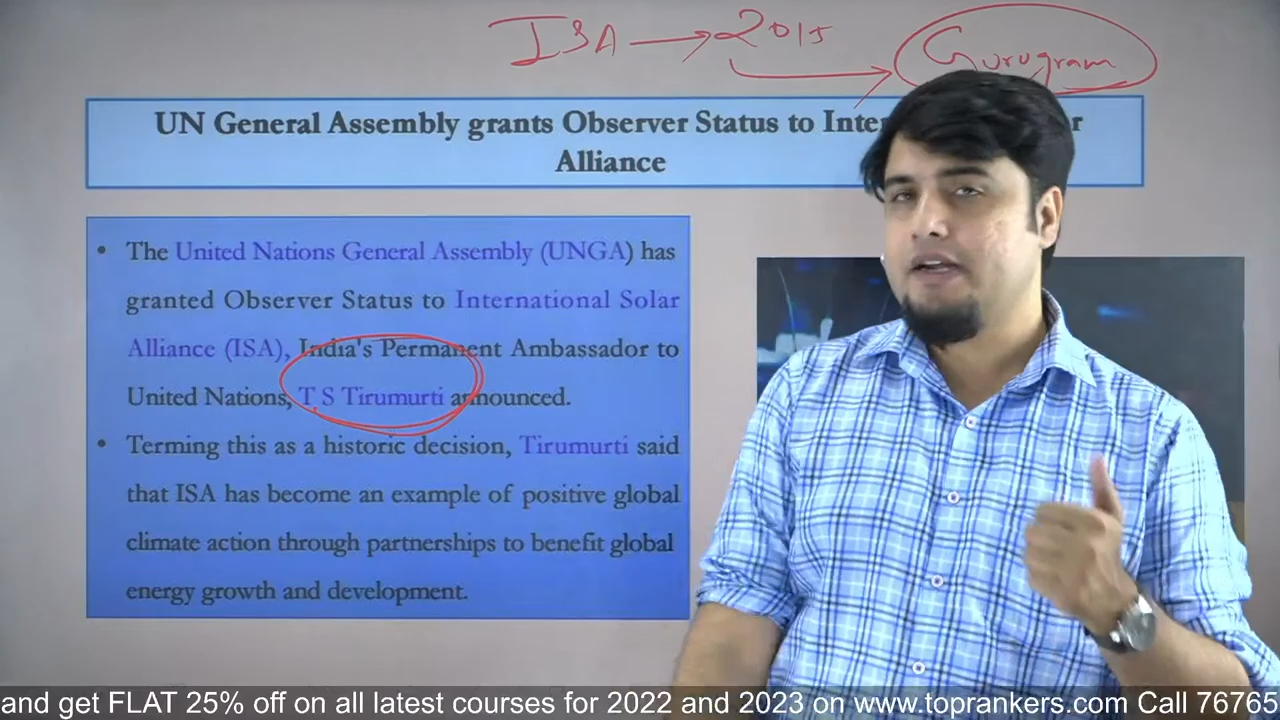 ISA → 2015
Gurugram
UN General Assembly grants Observer Status to Inter r
Alliance
• The United Nations General Assembly (UNGA) has
granted Observer Status to International Solar
Alliance (ISA), India's Permanent Ambassador to
United Nations, T S Tirumurti announced.
• Terming this as a historic decision, Tirumurti said
that ISA has become an example of positive global
climate action through partnerships to benefit global
energy growth and development.
and get FLAT 25% off on all latest courses for 2022 and 2023 on www.toprankers.com Call 76765